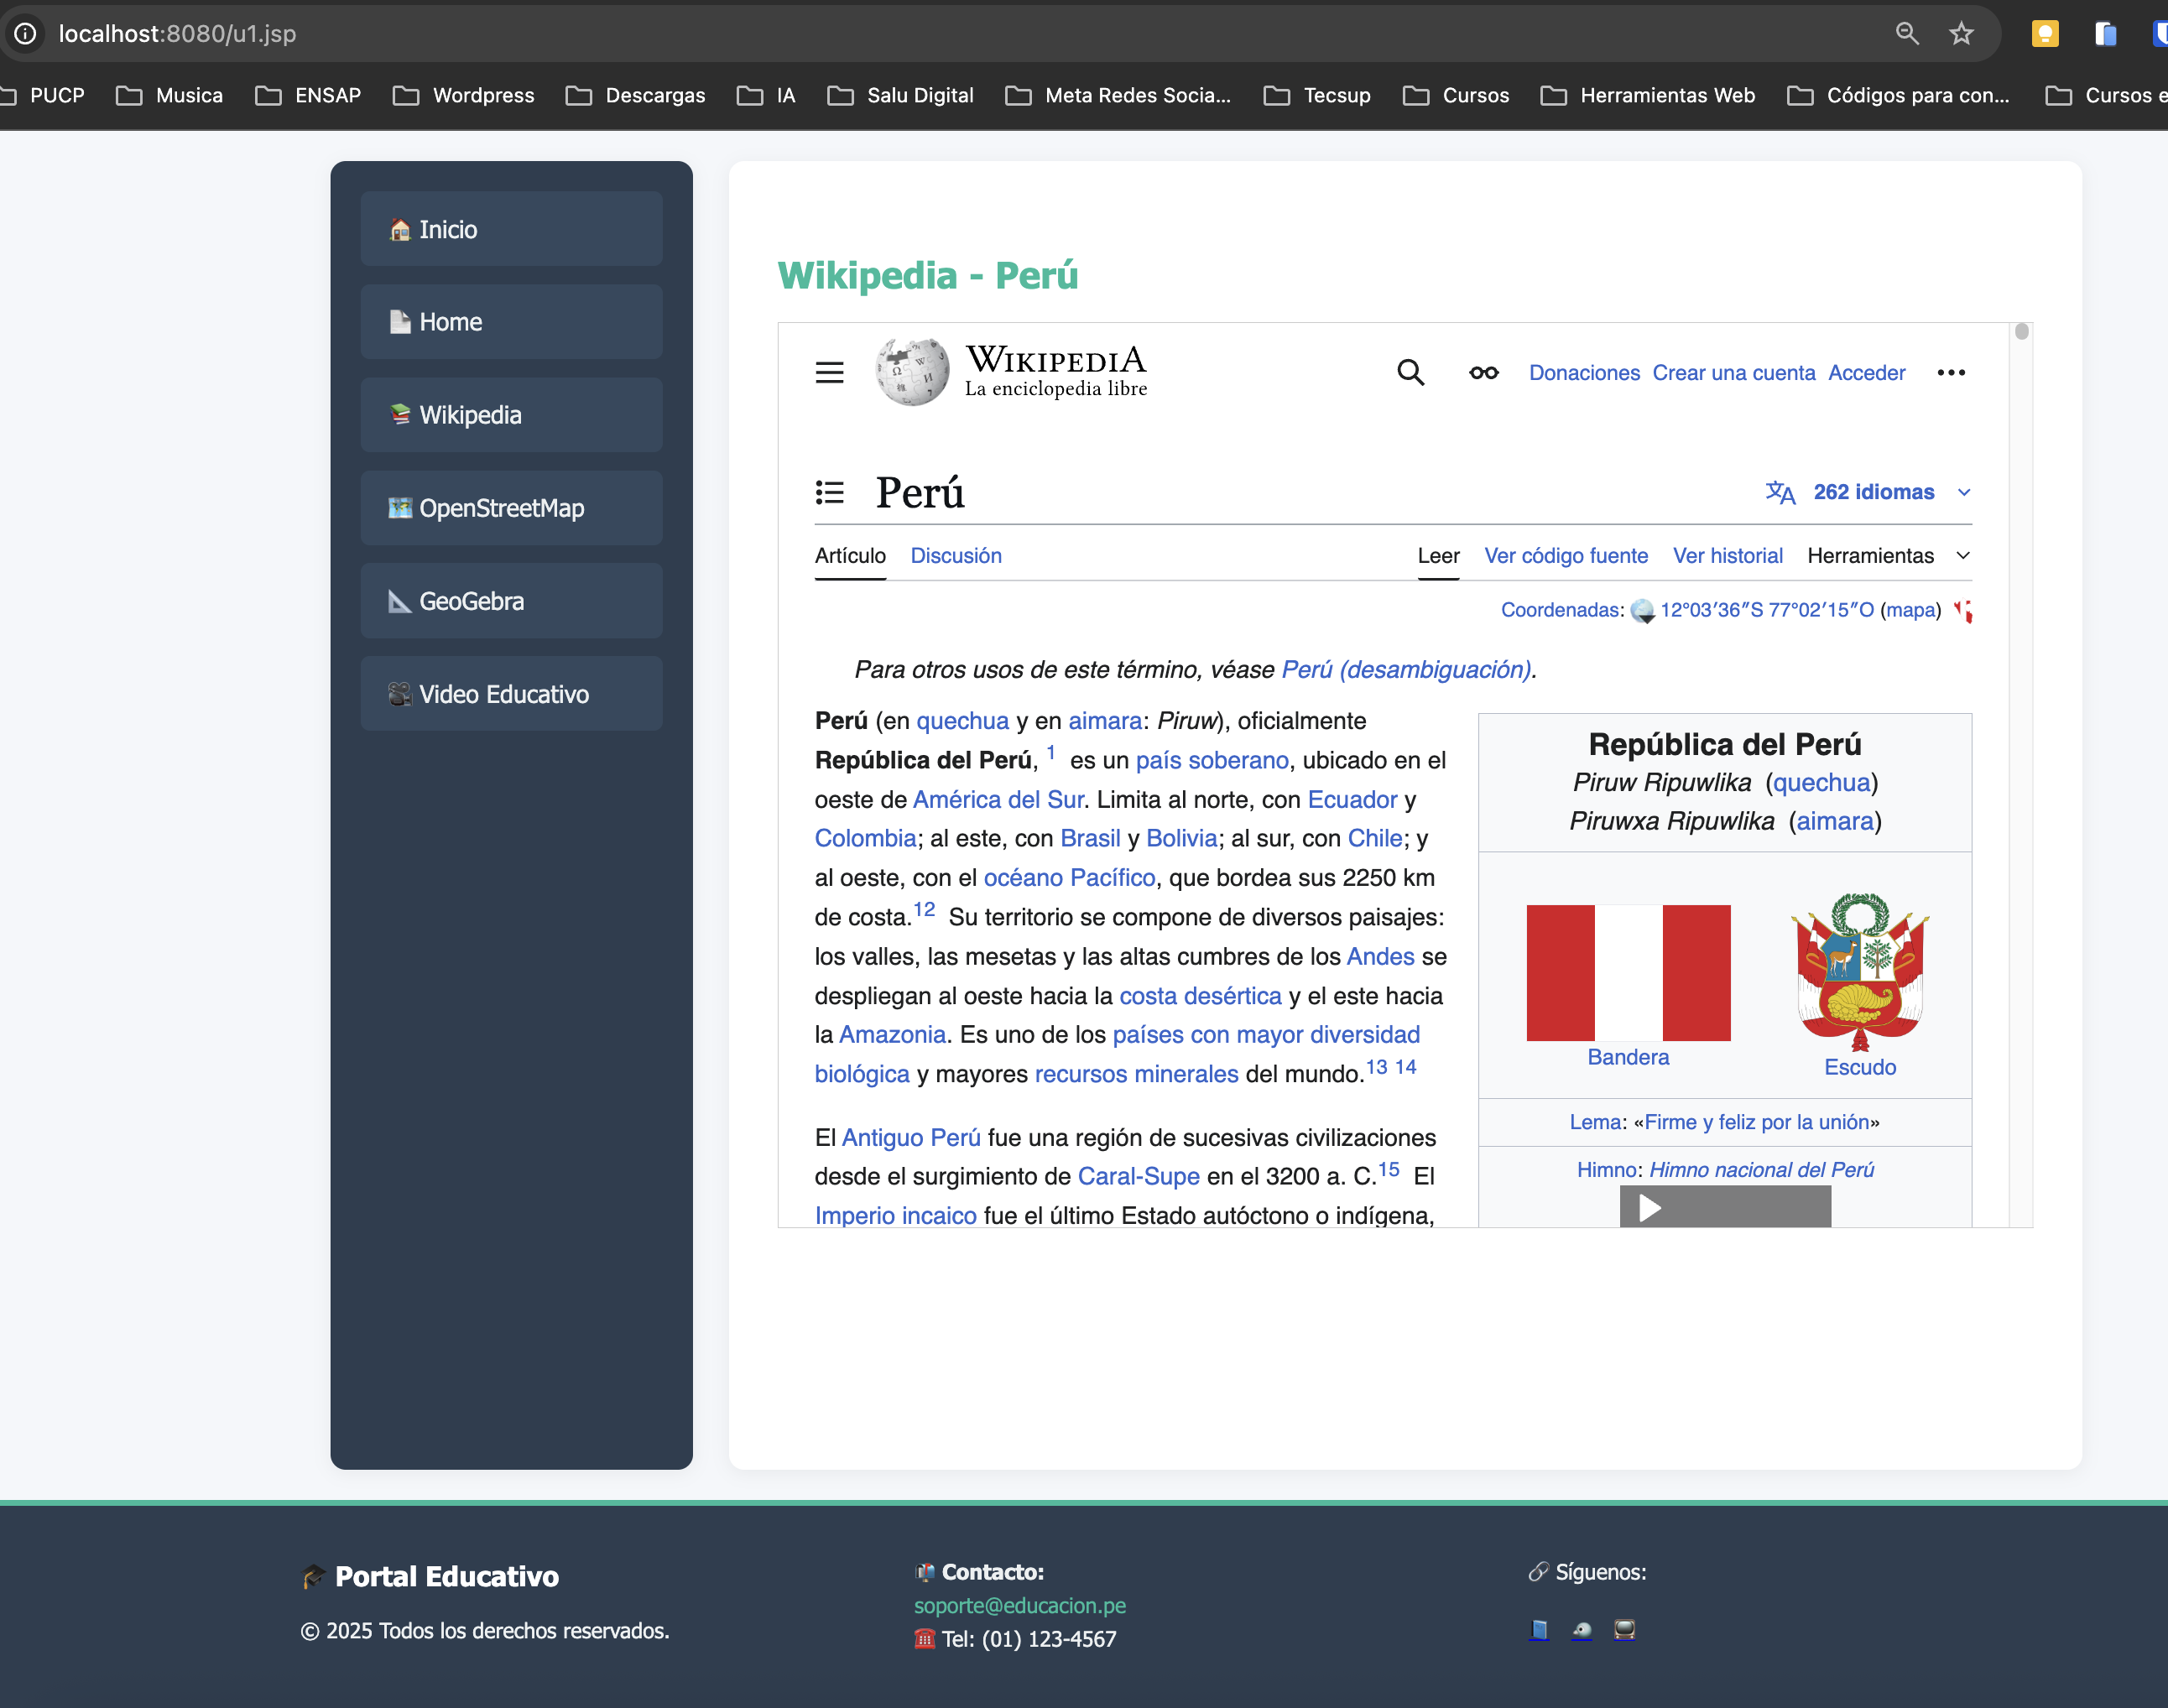 localhost:8080/u1.jsp
PUCP
Musica
ENSAP
Wordpress
Descargas
IA
Salu Digital
Meta Redes Socia...
Tecsup
Cursos
Herramientas Web
Códigos para con...
Cursos e
Inicio
Home
Wikipedia
OpenStreetMap
GeoGebra
Video Educativo
Wikipedia - Perú
WIKIPEDIA
La enciclopedia libre
Donaciones Crear una cuenta Acceder
Perú
262 idiomas
Artículo Discusión
Leer Ver código fuente Ver historial Herramientas
Coordenadas: 12°03′36″S 77°02′15″O (mapa)
Para otros usos de este término, véase Perú (desambiguación).
Perú (en quechua y en aimara: Piruw), oficialmente
República del Perú, 1 es un país soberano, ubicado en el
oeste de América del Sur. Limita al norte, con Ecuador y
Colombia; al este, con Brasil y Bolivia; al sur, con Chile; y
al oeste, con el océano Pacífico, que bordea sus 2250 km
de costa.12 Su territorio se compone de diversos paisajes:
los valles, las mesetas y las altas cumbres de los Andes se
despliegan al oeste hacia la costa desértica y el este hacia
la Amazonia. Es uno de los países con mayor diversidad
biológica y mayores recursos minerales del mundo.13 14
El Antiguo Perú fue una región de sucesivas civilizaciones
desde el surgimiento de Caral-Supe en el 3200 a. C.15 El
Imperio incaico fue el último Estado autóctono o indígena,
República del Perú
Piruw Ripuwlika (quechua)
Piruwxa Ripuwlika (aimara)
Bandera
Escudo
Lema: «Firme y feliz por la unión»
Himno: Himno nacional del Perú
Portal Educativo
© 2025 Todos los derechos reservados.
Contacto:
soporte@educacion.pe
Tel: (01) 123-4567
Síguenos: